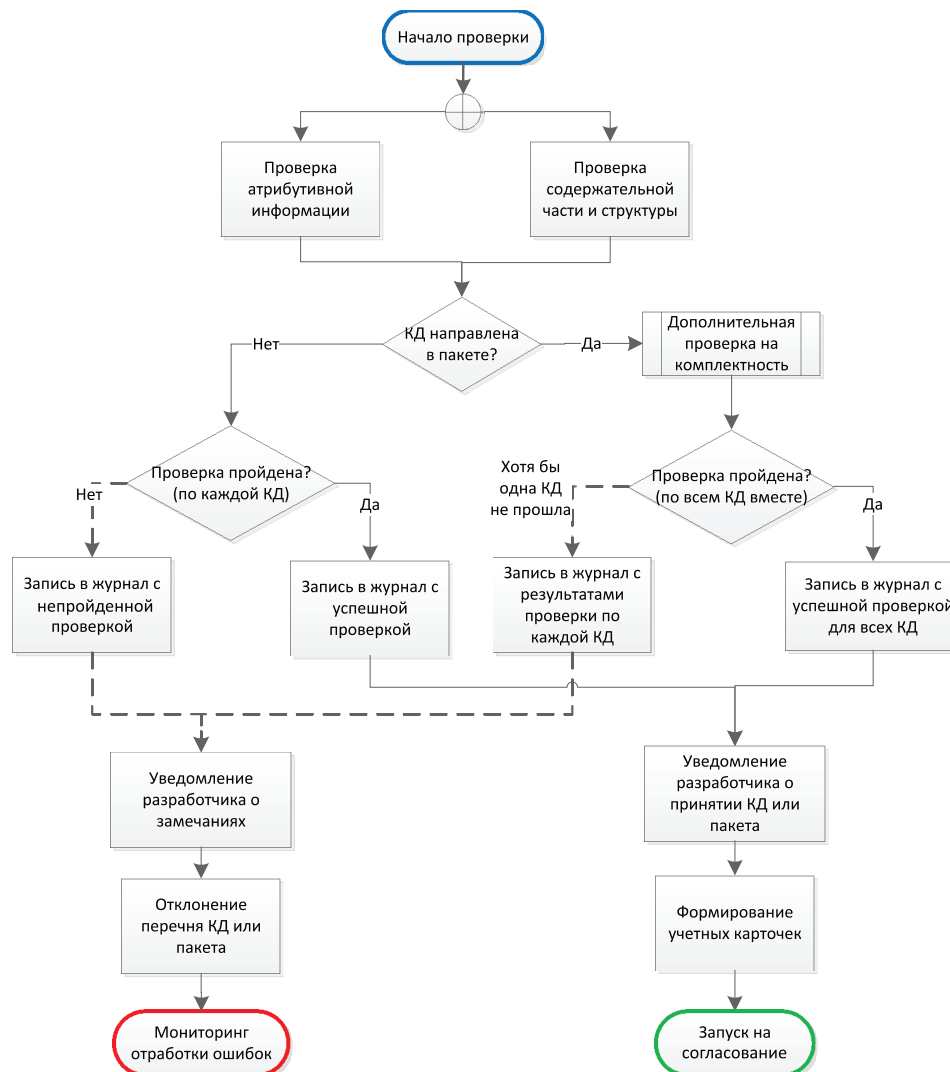 Начало проверки
Проверка
атрибутивной
информации
Проверка
содержательной
части и структуры
КД направлена
в пакете?
Нет
Да
Дополнительная
проверка на
комплектность
Проверка пройдена?
(по каждой КД)
Нет
Да
Хотя бы
одна КД
не прошла
Проверка пройдена?
(по всем КД вместе)
Да
Запись в журнал с
непройденной
проверкой
Запись в журнал с
успешной
проверкой
Запись в журнал с
результатами
проверки по
каждой КД
Запись в журнал с
успешной проверкой
для всех КД
Уведомление
разработчика о
замечаниях
Уведомление
разработчика о
принятии КД или
пакета
Отклонение
перечня КД или
пакета
Формирование
учетных карточек
Мониторинг
отработки ошибок
Запуск на
согласование